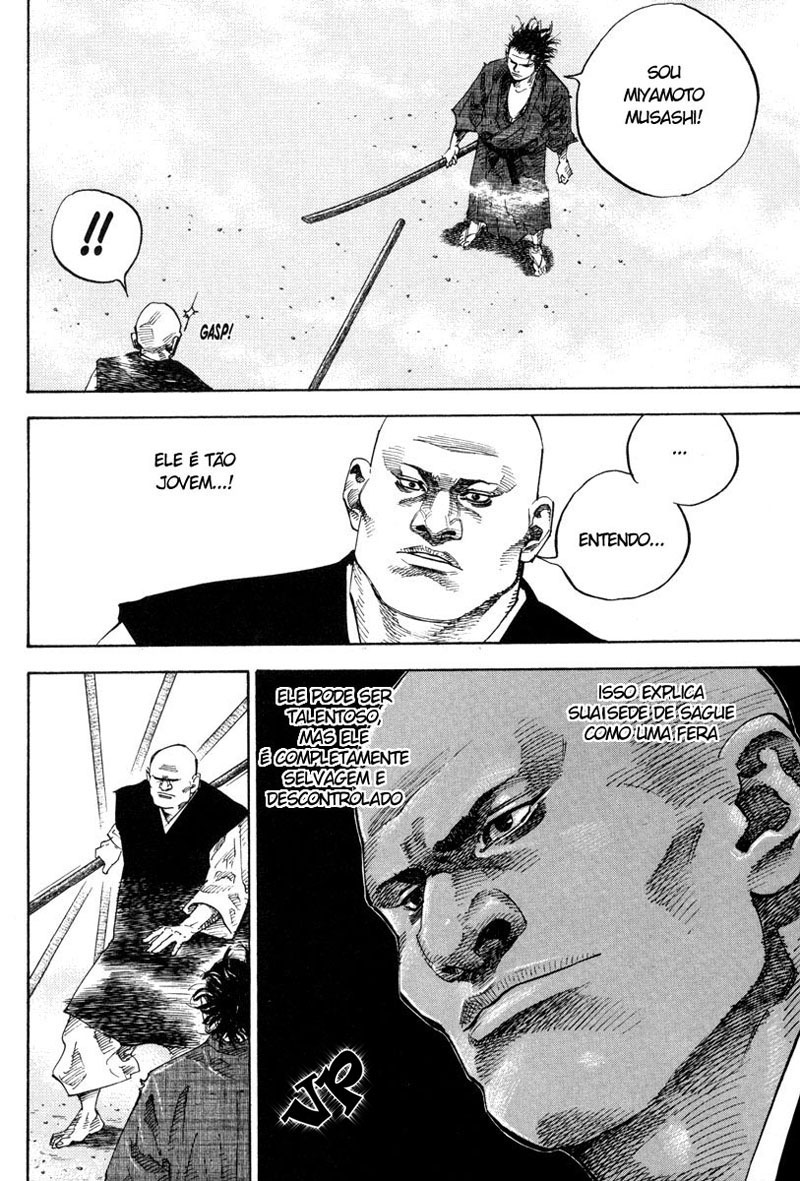 SOU
MIYAMOTO
MUSASHI!
!!
GASP!
...
ENTENDO...
ELE É TÃO
JOVEM...!
ISSO EXPLICA
SUA SEDE DE SAGUE
COMO UMA FERA
ELE PODE SER
TALENTOSO,
MAS ELE
É COMPLETAMENTE
SELVAGEM E
DESCONTROLADO
VP